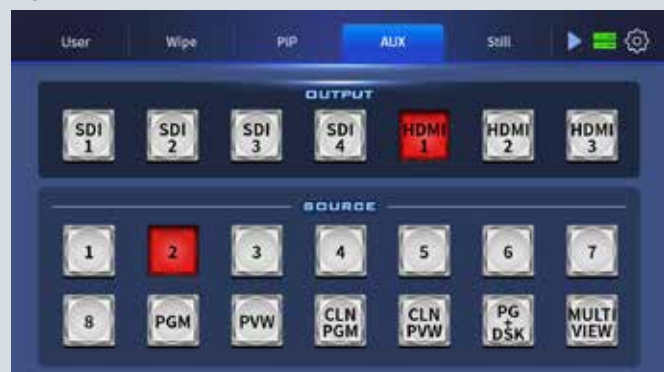 User Wipe PIP AUX Still
OUTPUT
SDI 1 SDI 2 SDI 3 SDI 4 HDMI 1 HDMI 2 HDMI 3
SOURCE
1 2 3 4 5 6 7
8 PGM PVW CLN PGM CLN PVW PG + DSK MULTI VIEW